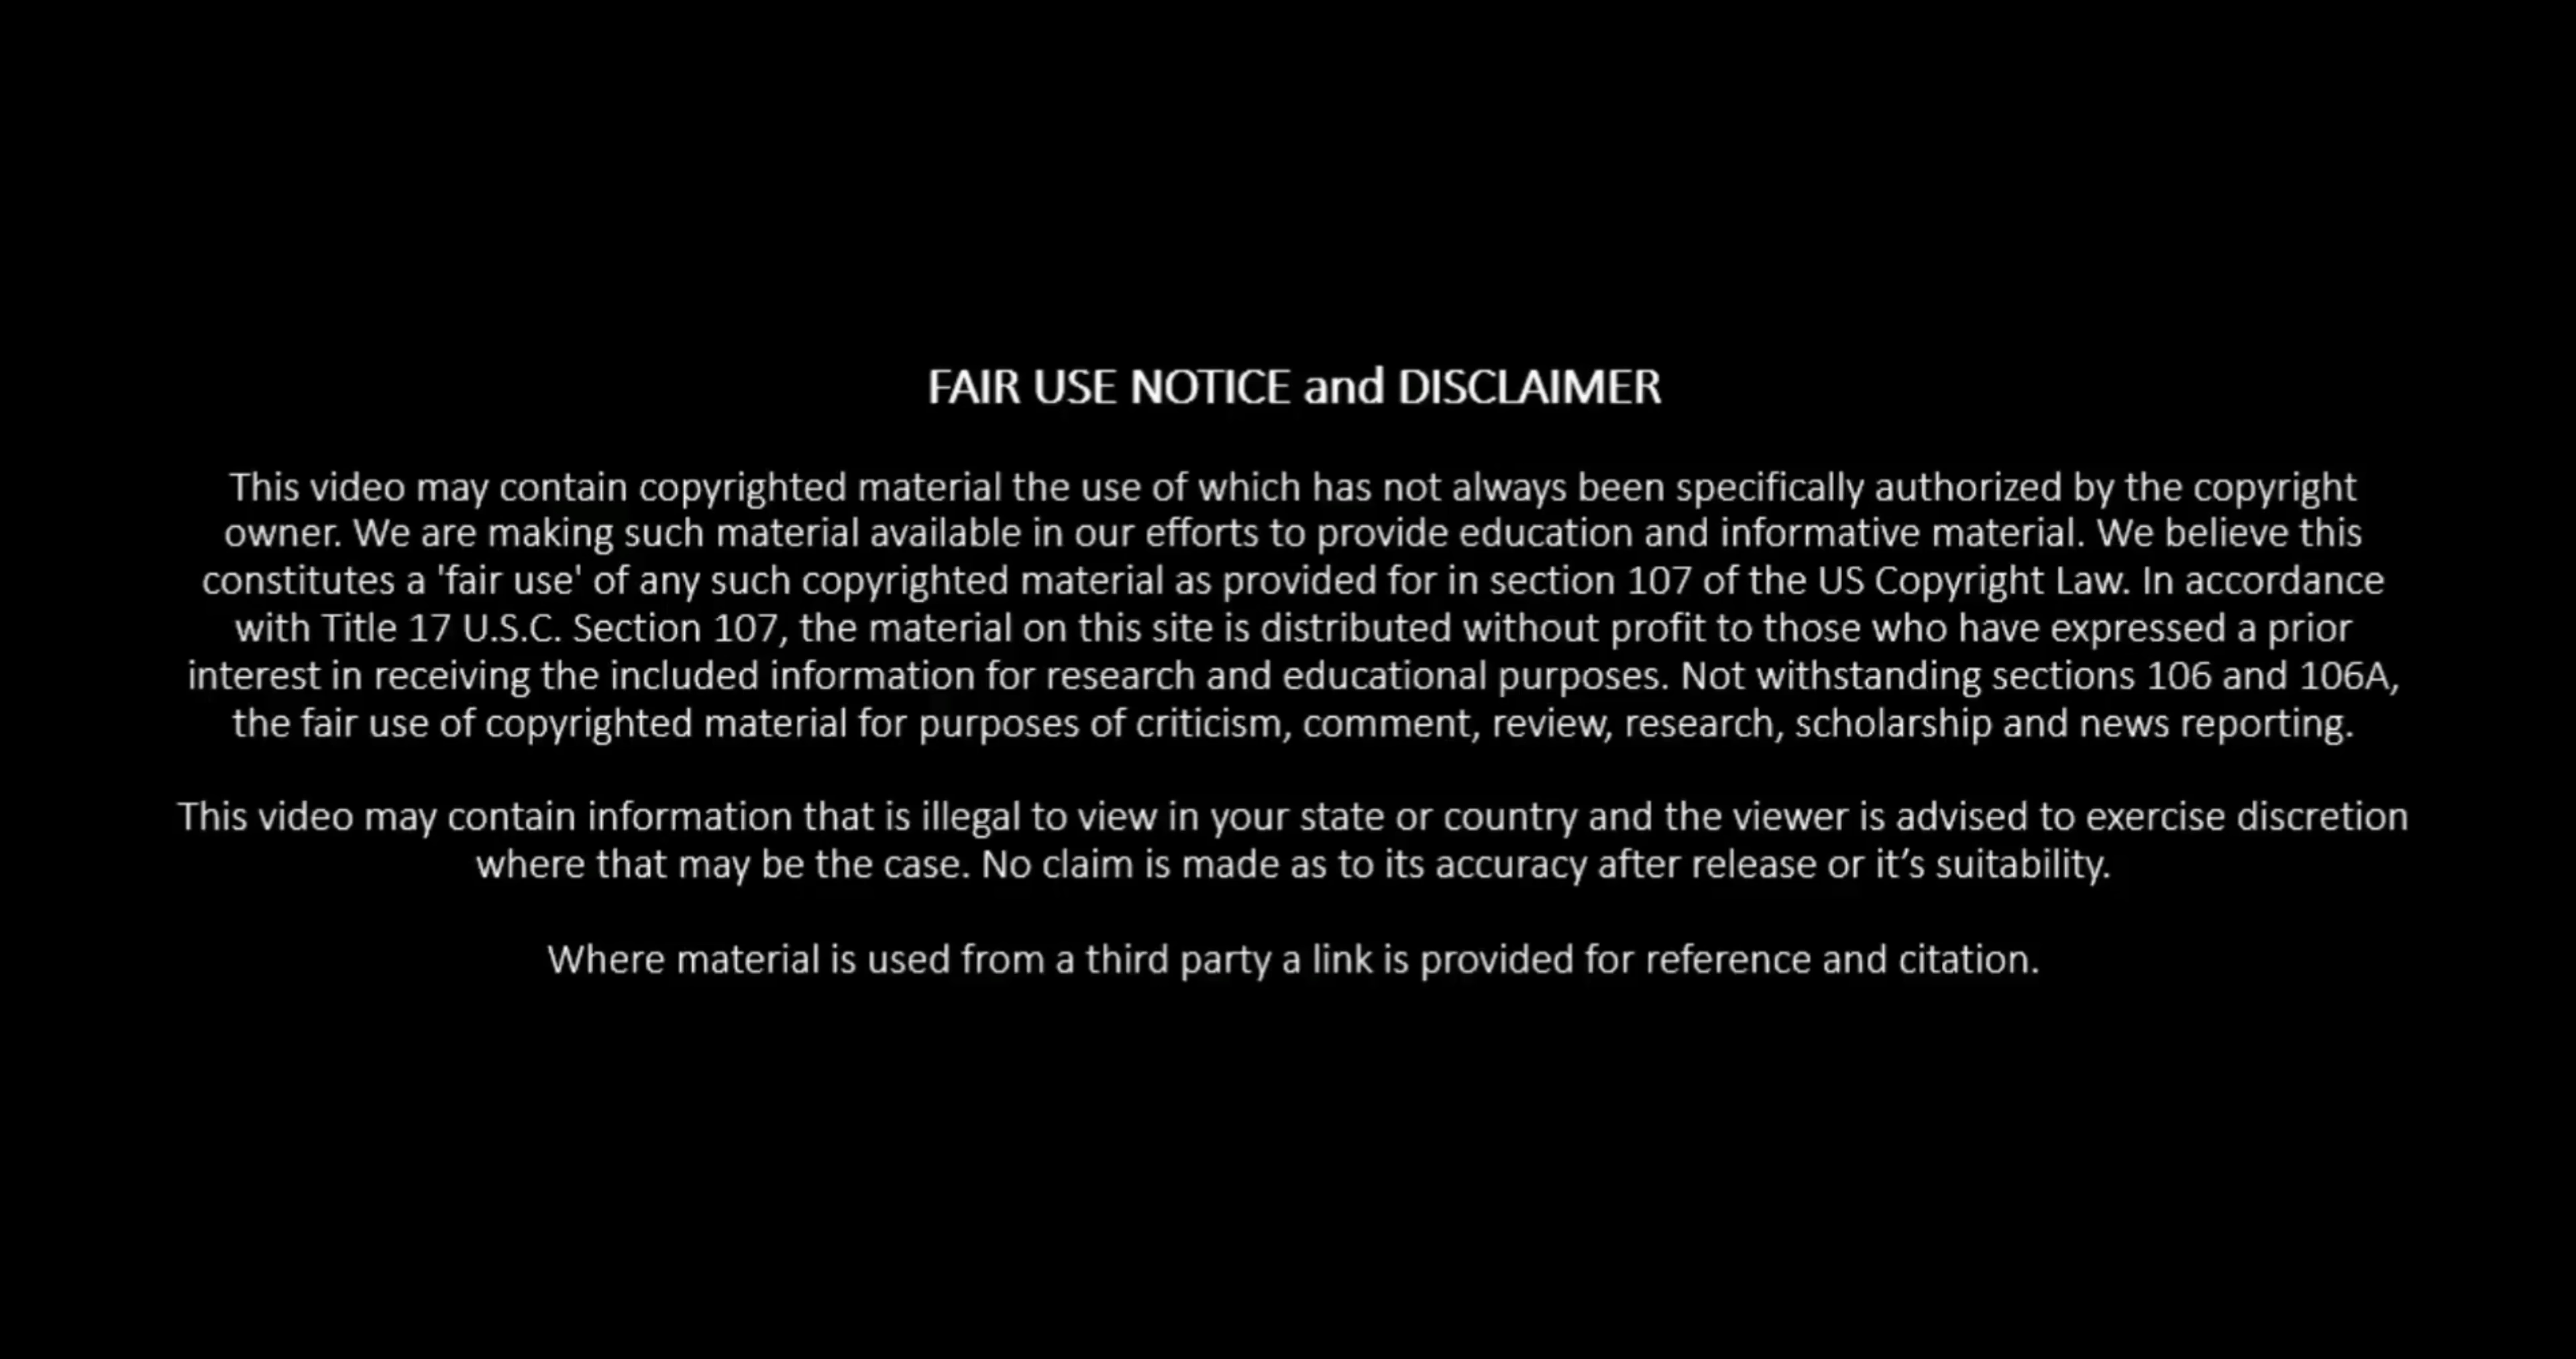 FAIR USE NOTICE and DISCLAIMER
This video may contain copyrighted material the use of which has not always been specifically authorized by the copyright
owner. We are making such material available in our efforts to provide education and informative material. We believe this
constitutes a 'fair use' of any such copyrighted material as provided for in section 107 of the US Copyright Law. In accordance
with Title 17 U.S.C. Section 107, the material on this site is distributed without profit to those who have expressed a prior
interest in receiving the included information for research and educational purposes. Not withstanding sections 106 and 106A,
the fair use of copyrighted material for purposes of criticism, comment, review, research, scholarship and news reporting.
This video may contain information that is illegal to view in your state or country and the viewer is advised to exercise discretion
where that may be the case. No claim is made as to its accuracy after release or it’s suitability.
Where material is used from a third party a link is provided for reference and citation.